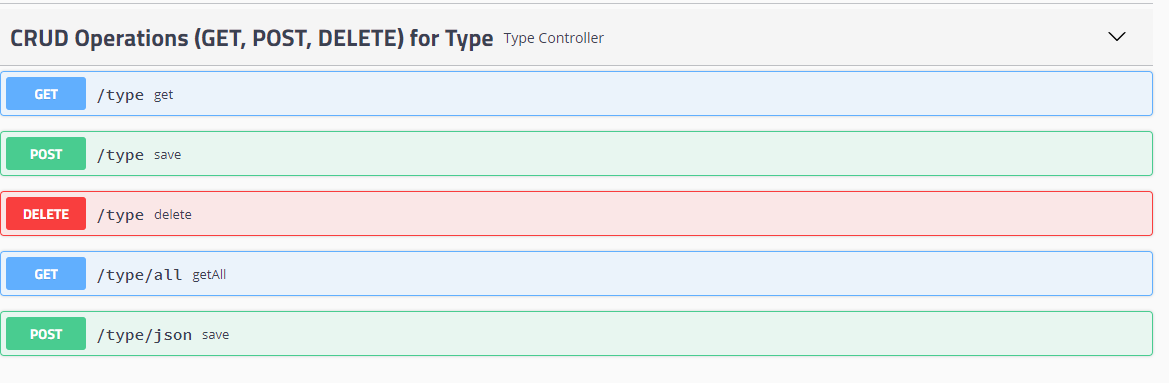 CRUD Operations (GET, POST, DELETE) for Type Type Controller
GET /type get
POST /type save
DELETE /type delete
GET /type/all getAll
POST /type/json save